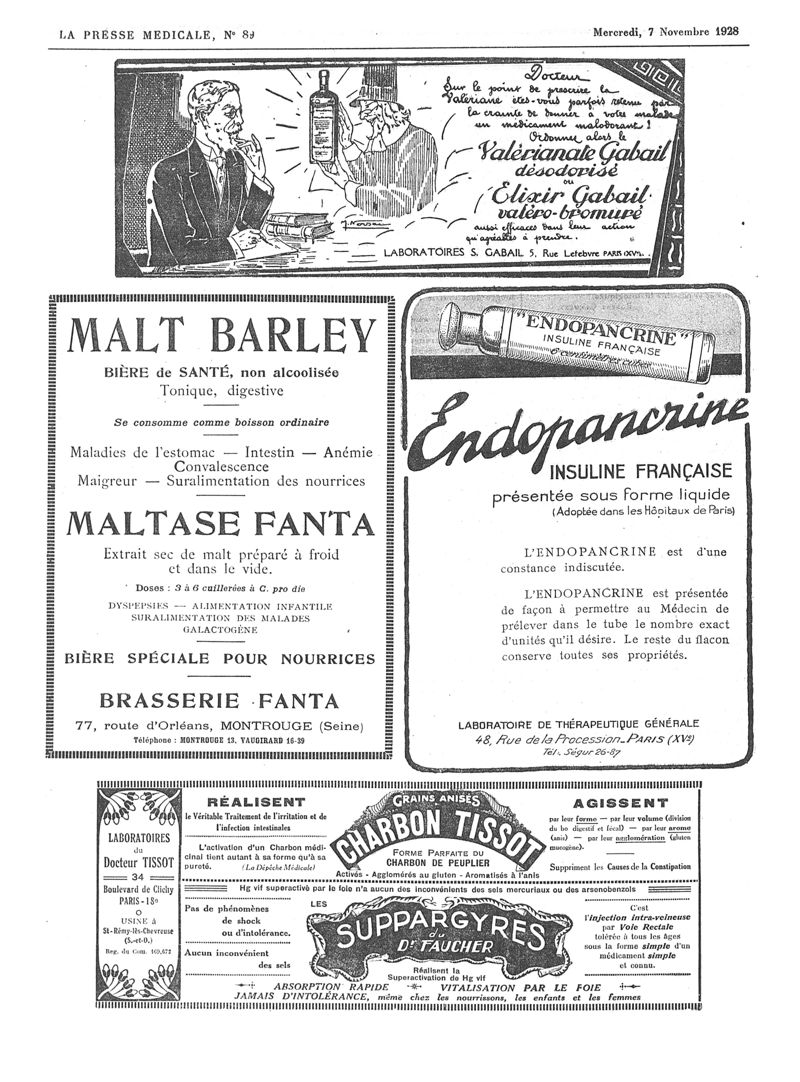 LA PRESSE MEDICALE, N° 89
Mercredi, 7 Novembre 1928
Docteur
Sur le point de prescrire la
Valériane êtes-vous parfois retenu par
la crainte de donner à votre malade
un médicament malodorant !
Ordonnez alors le
Valérianate Gabail
désodorisé
ou
Elixir Gabail
valéro-bromuré
aussi efficaces dans leur action
qu'agréables à prendre.
LABORATOIRES S. GABAIL 5, Rue Lefebvre PARIS (XVe)
MALT BARLEY
BIÈRE de SANTÉ, non alcoolisée
Tonique, digestive
Se consomme comme boisson ordinaire
Maladies de l'estomac — Intestin — Anémie
Convalescence
Maigreur — Suralimentation des nourrices
MALTASE FANTA
Extrait sec de malt préparé à froid
et dans le vide.
Doses : 3 à 6 cuillerées à C. pro die
DYSPEPSIES — ALIMENTATION INFANTILE
SURALIMENTATION DES MALADES
GALACTOGÈNE
BIÈRE SPÉCIALE POUR NOURRICES
BRASSERIE FANTA
77, route d'Orléans, MONTROUGE (Seine)
Téléphone : MONTROUGE 13, VAUGIRARD 16-39
"ENDOPANCRINE"
INSULINE FRANÇAISE
Endopancrine
INSULINE FRANÇAISE
présentée sous forme liquide
(Adoptée dans les Hôpitaux de Paris)
L'ENDOPANCRINE est d'une
constance indiscutée.
L'ENDOPANCRINE est présentée
de façon à permettre au Médecin de
prélever dans le tube le nombre exact
d'unités qu'il désire. Le reste du flacon
conserve toutes ses propriétés.
LABORATOIRE DE THÉRAPEUTIQUE GÉNÉRALE
48, Rue de la Procession_PARIS (XVe)
Tél. Ségur 26-87
LABORATOIRES
du
Docteur TISSOT
34
Boulevard de Clichy
PARIS-18e
USINE à
St-Rémy-lès-Chevreuse
(S.-et-O.)
Reg. du Com. 169,672
RÉALISENT
le Véritable Traitement de l'irritation et de
l'infection intestinales
L'activation d'un Charbon médi-
cinal tient autant à sa forme qu'à sa
pureté. (La Dépêche Médicale)
GRAINS ANISÉS
CHARBON TISSOT
FORME PARFAITE DU
CHARBON DE PEUPLIER
Activés - Agglomérés au gluten - Aromatisés à l'anis
AGISSENT
par leur forme — par leur volume (division
du bo digestif et fécal) — par leur arome
(anis) — par leur agglomération (gluten
mucogène).
Suppriment les Causes de la Constipation
Hg vif superactivé par le foie n'a aucun des inconvénients des sels mercuriaux ou des arsenobenzols
Pas de phénomènes
de shock
ou d'intolérance.
Aucun inconvénient
des sels
LES
SUPPARGYRES
du
Dr FAUCHER
Réalisent la
Superactivation de Hg vif
C'est
l'injection intra-veineuse
par Voie Rectale
tolérée à tous les âges
sous la forme simple d'un
médicament simple
et connu.
ABSORPTION RAPIDE VITALISATION PAR LE FOIE
JAMAIS D'INTOLÉRANCE, même chez les nourrissons, les enfants et les femmes